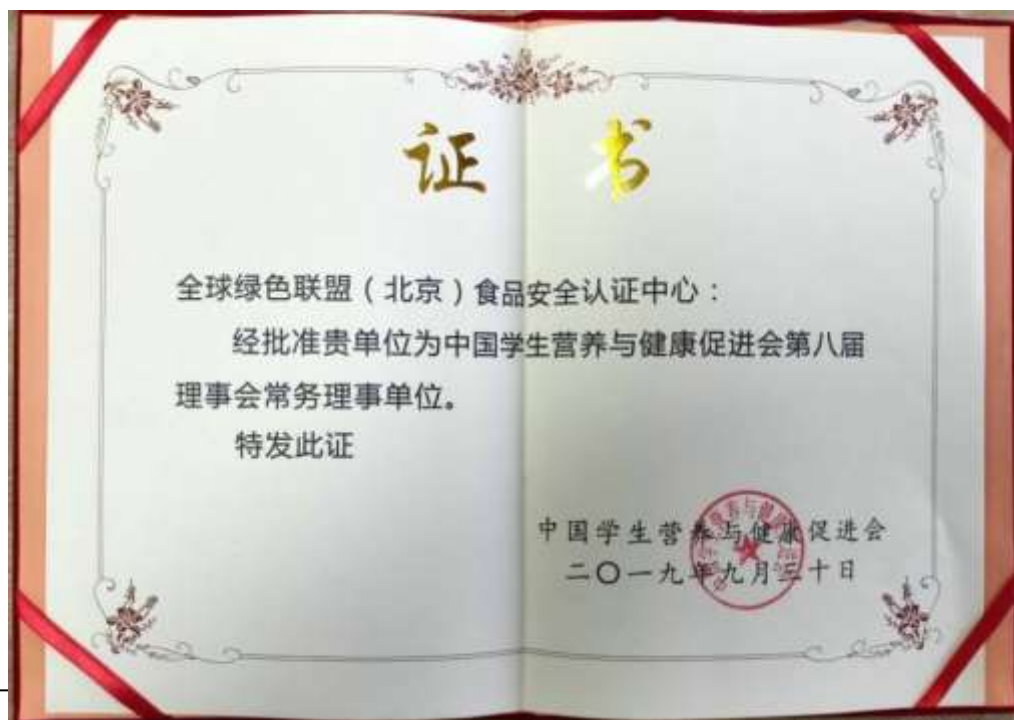 证 书
全球绿色联盟（北京）食品安全认证中心：
经批准贵单位为中国学生营养与健康促进会第八届
理事会常务理事单位。
特发此证
中国学生营养与健康促进会
二〇一九年九月三十日